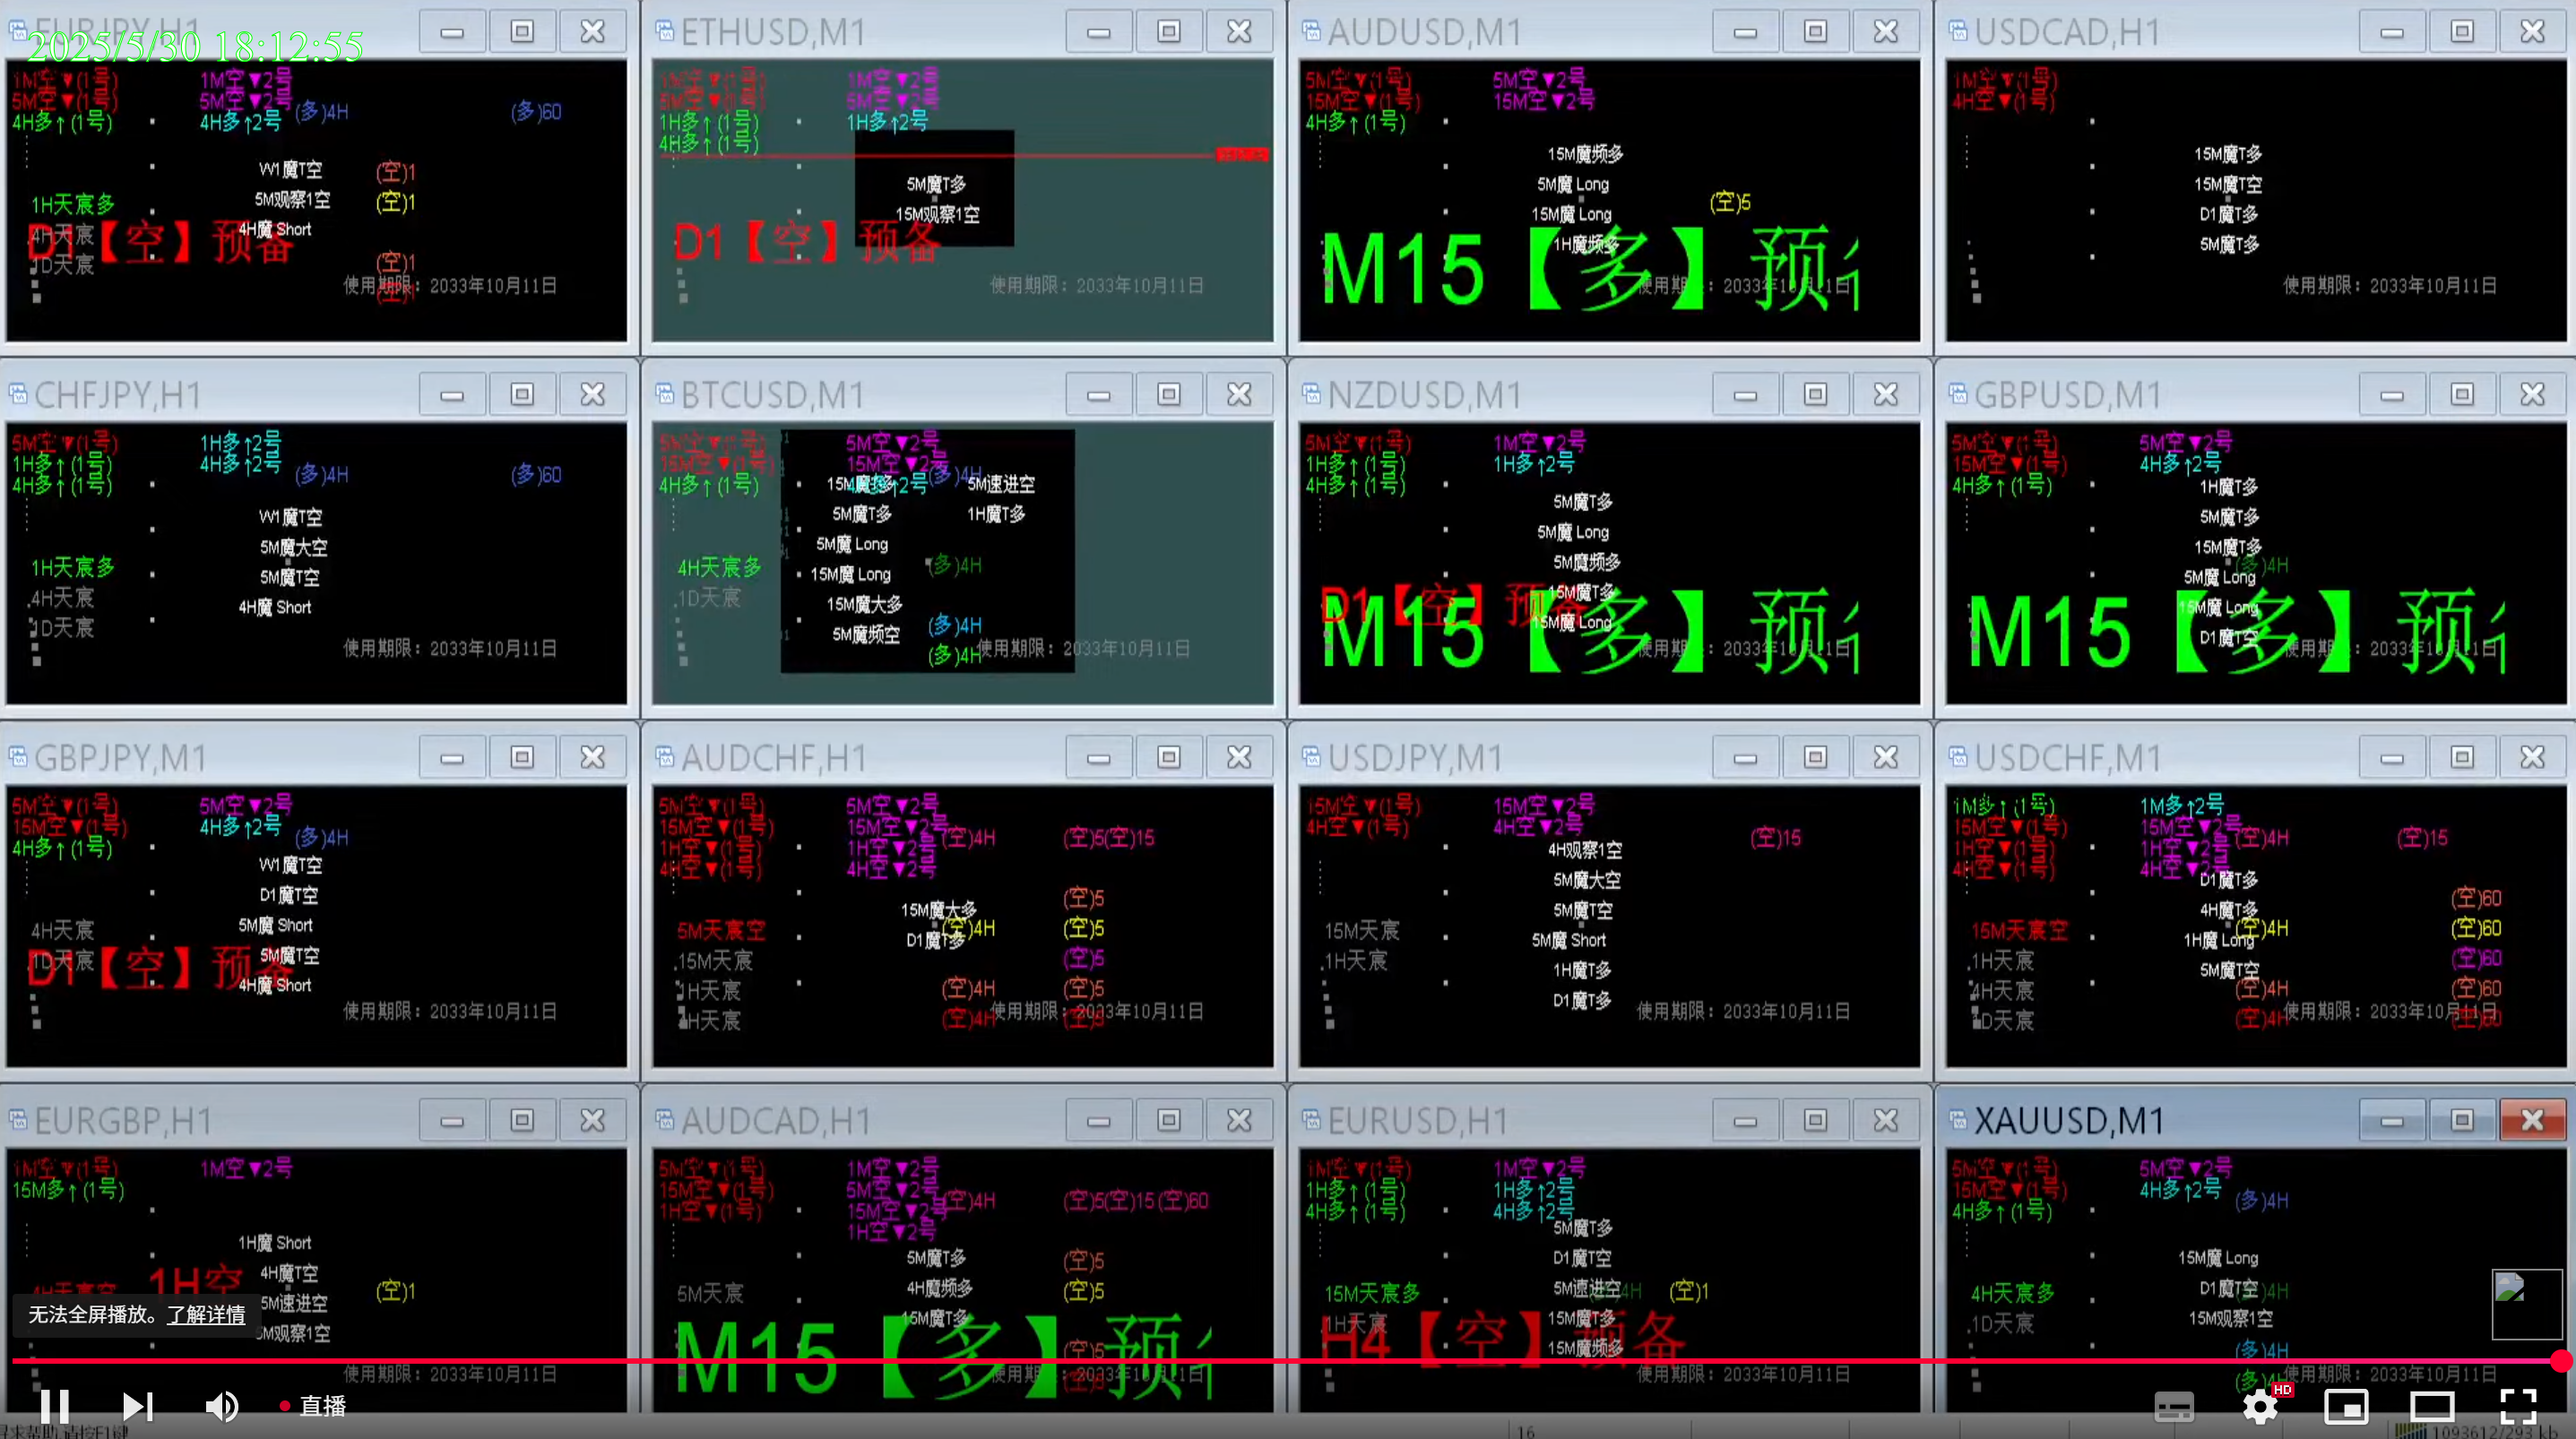 EURJPY,H1
2025/5/30 18:12:55
1M空▼(1号) 1M空▼2号
5M空▼(1号) 5M空▼2号
4H多↑(1号) 4H多↑2号 (多)4H (多)60
W1魔T空 (空)1
1H天宸多 5M观察1空 (空)1
4H天宸 4H魔 Short
D1【空】预备
1D天宸 (空)1
使用期限：2033年10月11日
ETHUSD,M1
1M空▼(1号) 1M空▼2号
5M空▼(1号) 5M空▼2号
1H多↑(1号) 1H多↑2号
4H多↑(1号)
5M魔T多
15M观察1空
D1【空】预备
使用期限：2033年10月11日
AUDUSD,M1
5M空▼(1号) 5M空▼2号
15M空▼(1号) 15M空▼2号
4H多↑(1号)
15M魔频多
5M魔 Long (空)5
15M魔 Long
1H魔频多
M15【多】预
USDCAD,H1
1M空▼(1号)
4H空▼(1号)
15M魔T多
15M魔T空
D1魔T多
5M魔T多
使用期限：2033年10月11日
CHFJPY,H1
5M空▼(1号) 1H多↑2号
1H多↑(1号) 4H多↑2号
4H多↑(1号) (多)4H (多)60
W1魔T空
1H天宸多 5M魔大空
4H天宸 5M魔T空
1D天宸 4H魔 Short
使用期限：2033年10月11日
BTCUSD,M1
5M空▼(1号) 5M空▼2号
15M空▼(1号) 15M空▼2号
4H多↑(1号) 4H多↑2号 (多)4H 5M速进空
5M魔T多 1H魔T多
5M魔 Long
4H天宸多 15M魔 Long (多)4H
1D天宸 15M魔大多
5M魔频空 (多)4H
(多)4H
使用期限：2033年10月11日
NZDUSD,M1
5M空▼(1号) 1M空▼2号
1H多↑(1号) 1H多↑2号
4H多↑(1号)
5M魔T多
5M魔 Long
5M魔频多
15M魔T多
15M魔 Long
D1【空】预备
M15【多】预
GBPUSD,M1
5M空▼(1号) 5M空▼2号
15M空▼(1号) 4H多↑2号
4H多↑(1号)
1H魔T多
5M魔T多
15M魔T多
(多)4H
5M魔 Long
15M魔 Long
D1魔T空
M15【多】预
GBPJPY,M1
5M空▼(1号) 5M空▼2号
15M空▼(1号) 4H多↑2号
4H多↑(1号) (多)4H
W1魔T空
D1魔T空
4H天宸 5M魔 Short
1D天宸 5M魔T空
D1【空】预备
4H魔 Short
使用期限：2033年10月11日
AUDCHF,H1
5M空▼(1号) 5M空▼2号
15M空▼(1号) 15M空▼2号 (空)4H (空)5(空)15
1H空▼(1号) 1H空▼2号
4H空▼(1号) 4H空▼2号
(空)5
15M魔大多
5M天宸空 (空)4H (空)5
D1魔T多
15M天宸 (空)5
1H天宸 (空)4H (空)5
4H天宸 (空)4H
使用期限：2033年10月11日
USDJPY,M1
15M空▼(1号) 15M空▼2号
4H空▼(1号) 4H空▼2号 (空)15
4H观察1空
5M魔大空
5M魔T空
15M天宸 5M魔 Short
1H天宸 1H魔T多
D1魔T多
使用期限：2033年10月11日
USDCHF,M1
1M多↑(1号) 1M多↑2号
15M空▼(1号) 15M空▼2号 (空)4H (空)15
1H空▼(1号) 1H空▼2号
4H空▼(1号) 4H空▼2号
D1魔T多 (空)60
4H魔T多
15M天宸空 (空)4H (空)60
1H魔 Long
1H天宸 5M魔T空 (空)60
4H天宸 (空)4H (空)60
1D天宸 (空)4H (空)60
使用期限：2033年10月11日
EURGBP,H1
1M空▼(1号) 1M空▼2号
15M多↑(1号)
1H魔 Short
1H空 4H魔T空
4H天宸空 (空)1
5M速进空
5M观察1空
使用期限：2033年10月11日
AUDCAD,H1
5M空▼(1号) 1M空▼2号
15M空▼(1号) 5M空▼2号 (空)4H (空)5(空)15(空)60
1H空▼(1号) 15M空▼2号
1H空▼2号
5M魔T多 (空)5
5M天宸 4H魔频多 (空)5
15M魔T多
M15【多】预
(空)5
EURUSD,H1
1M空▼(1号) 1M空▼2号
1H多↑(1号) 1H多↑2号
4H多↑(1号) 4H多↑2号
5M魔T多
D1魔T空
15M天宸多 5M速进空 (空)1
1H天宸 15M魔T多
H4【空】预备
15M魔频多
使用期限：2033年10月11日
XAUUSD,M1
5M空▼(1号) 5M空▼2号
15M空▼(1号) 4H多↑2号
4H多↑(1号) (多)4H
15M魔 Long
4H天宸多 D1魔T空
1D天宸 15M观察1空
(多)4H
使用期限：2033年10月11日
无法全屏播放。了解详情
直播
HD
16
1093612/293 kb